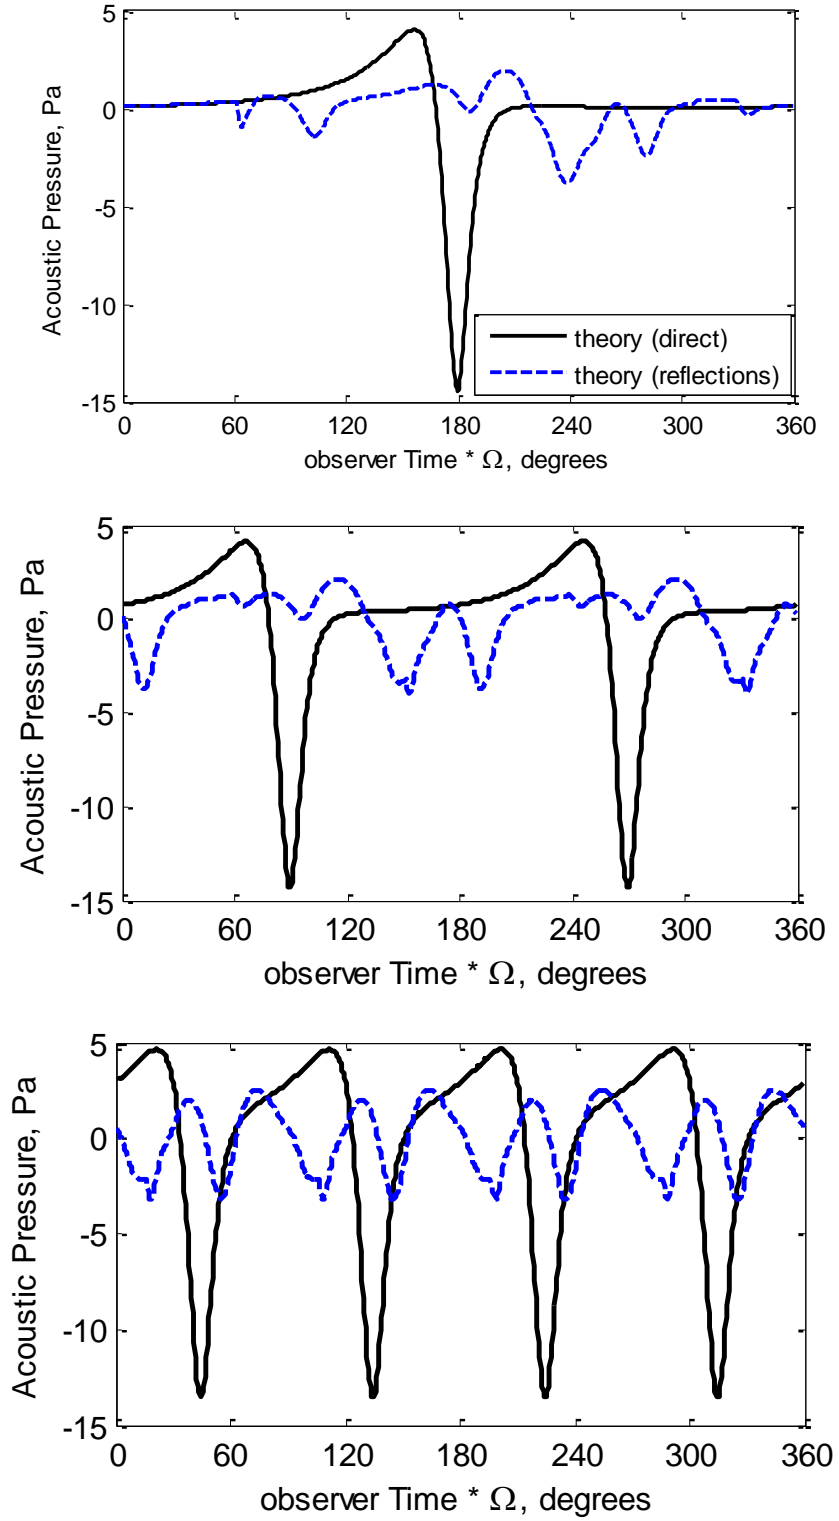 5
0
-5
-10
-15
Acoustic Pressure, Pa
theory (direct)
theory (reflections)
0 60 120 180 240 300 360
observer Time * Ω, degrees
5
0
-5
-10
-15
Acoustic Pressure, Pa
0 60 120 180 240 300 360
observer Time * Ω, degrees
5
0
-5
-10
-15
Acoustic Pressure, Pa
0 60 120 180 240 300 360
observer Time * Ω, degrees